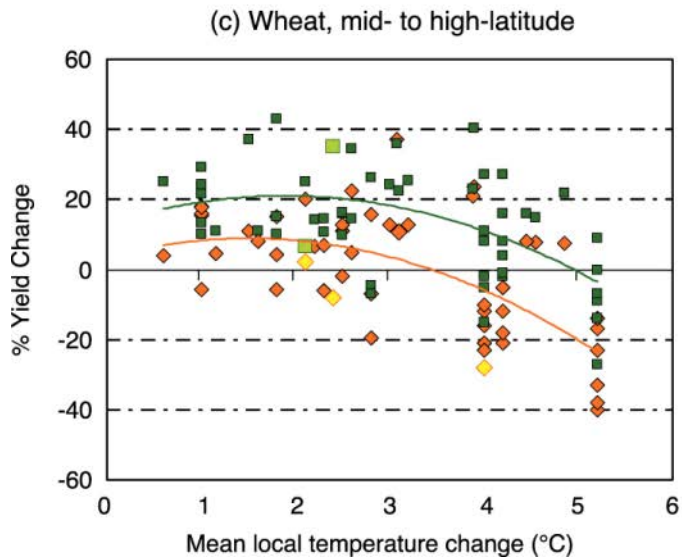 (c) Wheat, mid- to high-latitude
60
40
20
0
-20
-40
-60
% Yield Change
0 1 2 3 4 5 6
Mean local temperature change (°C)